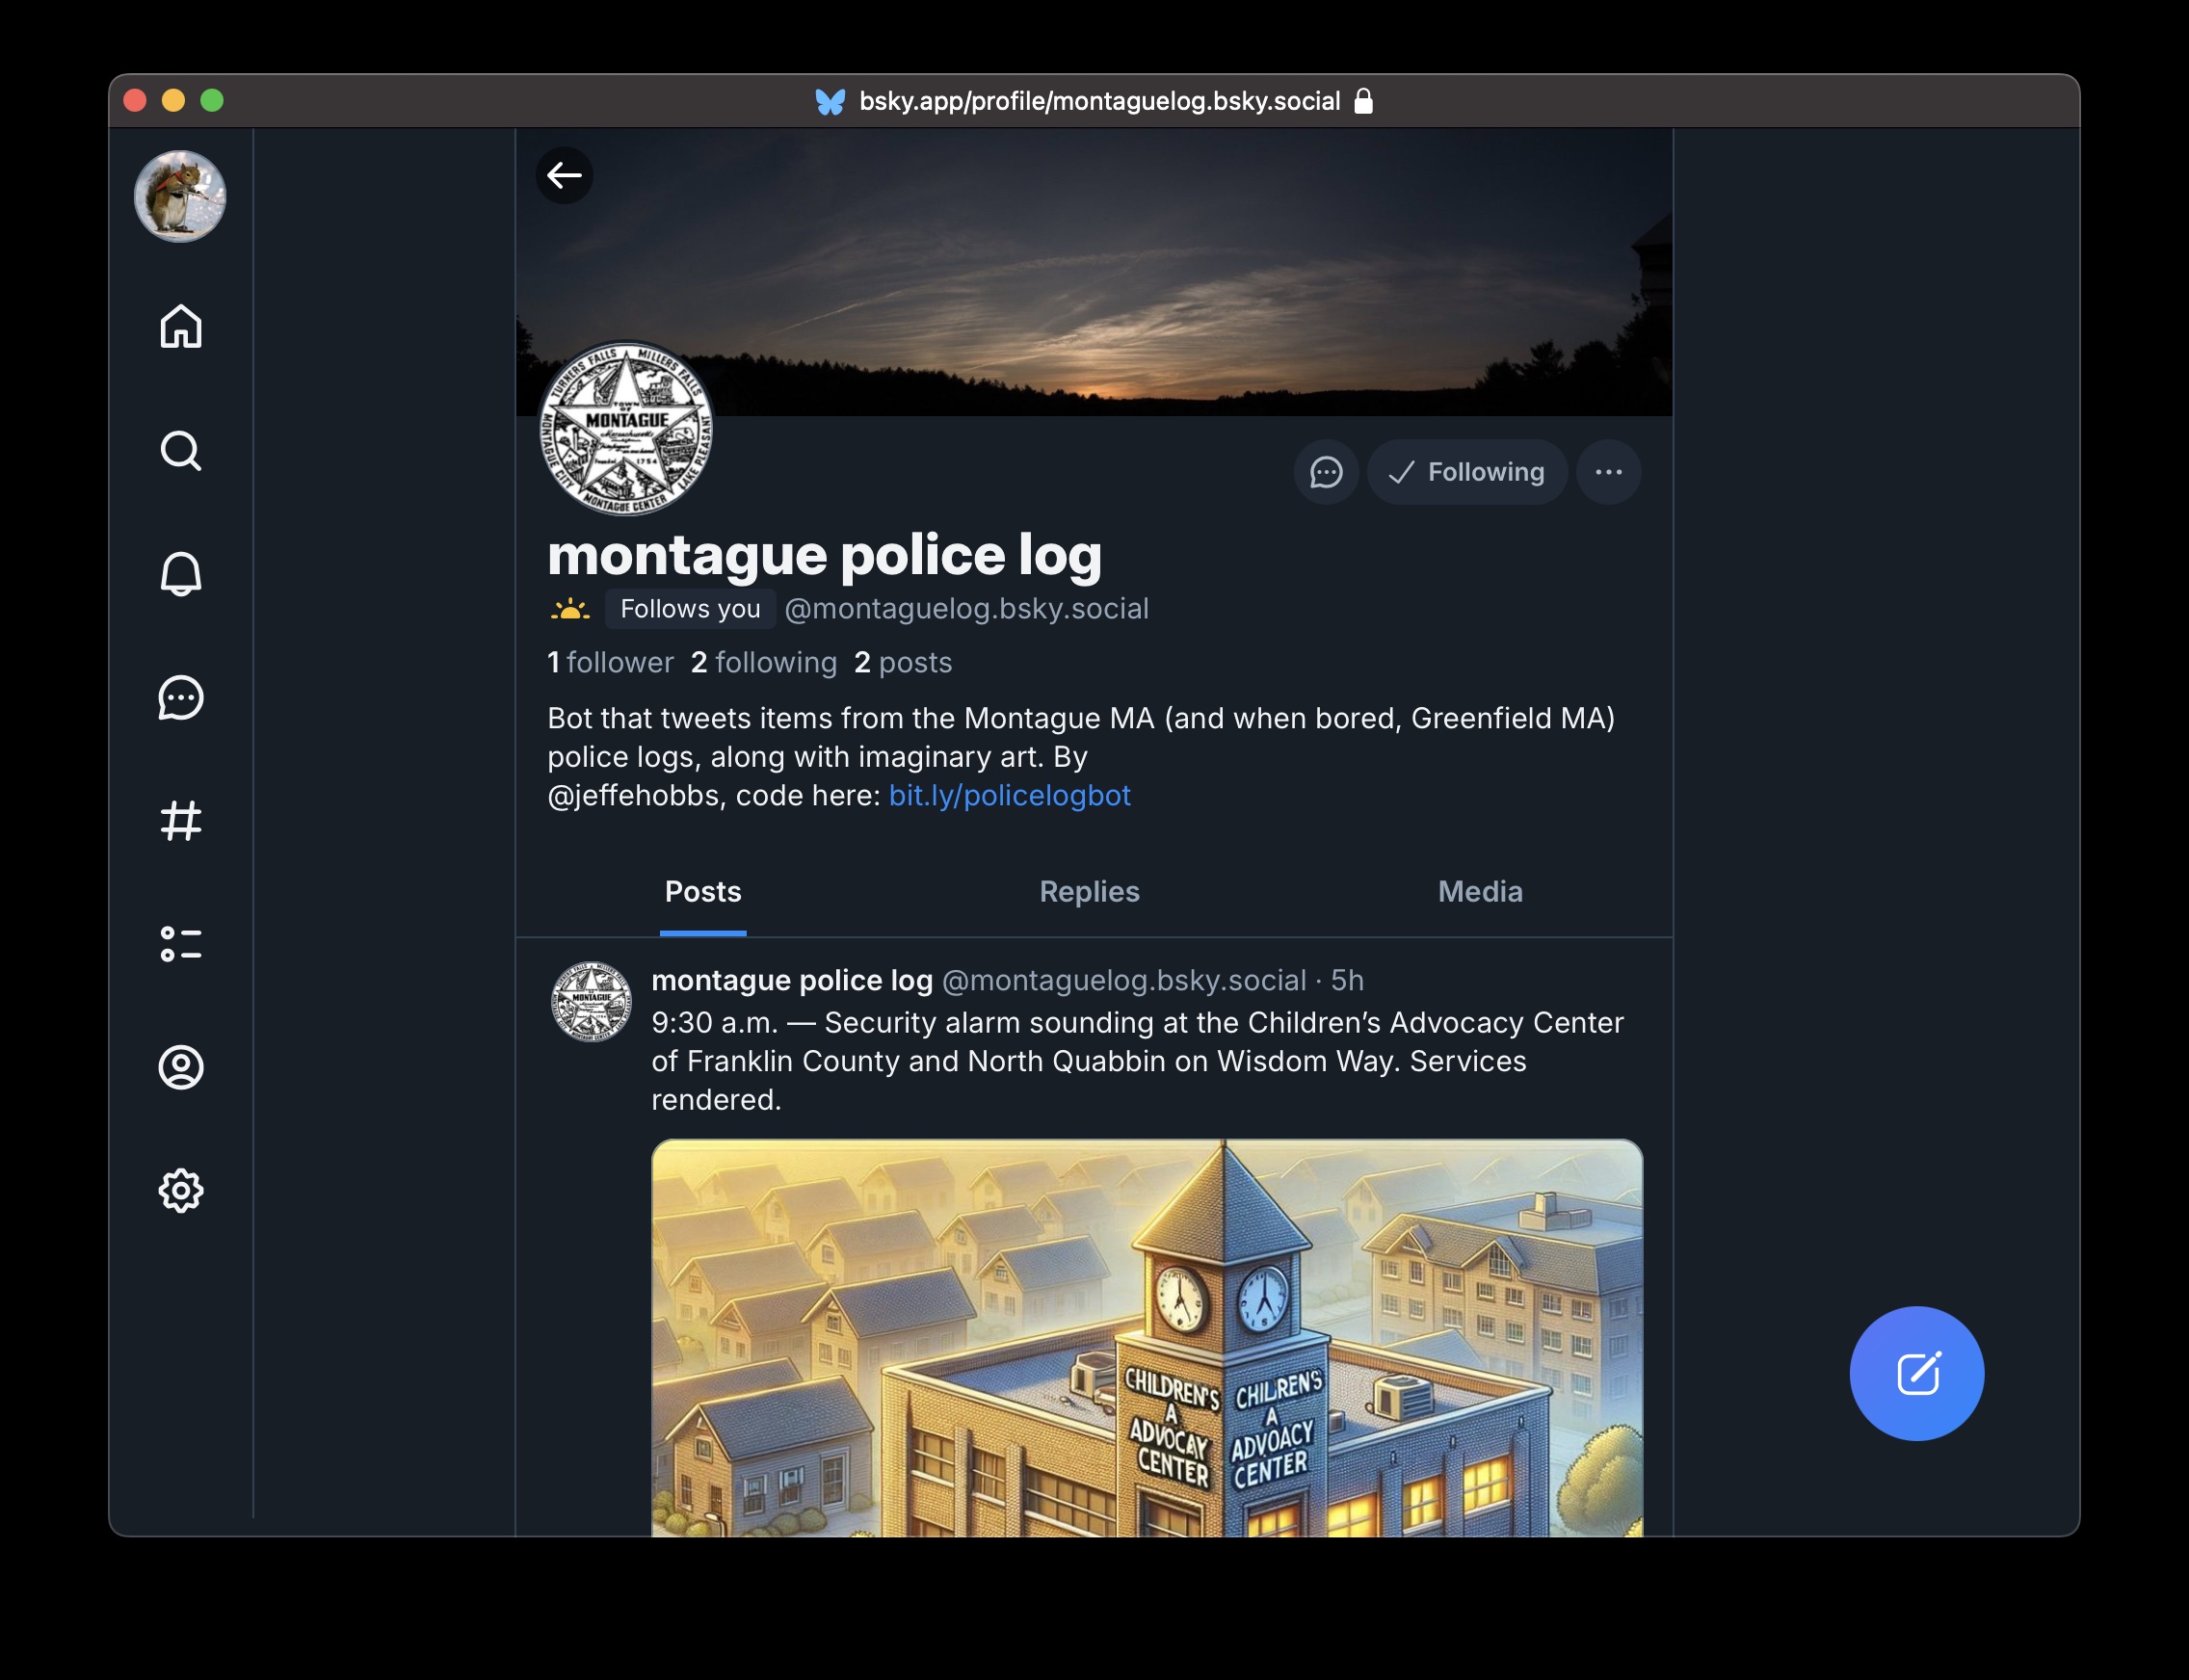 bsky.app/profile/montaguelog.bsky.social
TURNERS FALLS MILLERS FALLS
TOWN
OF
MONTAGUE
Massachusetts
1754
MONTAGUE CITY MONTAGUE CENTER LAKE PLEASANT
Following
montague police log
Follows you @montaguelog.bsky.social
1 follower 2 following 2 posts
Bot that tweets items from the Montague MA (and when bored, Greenfield MA)
police logs, along with imaginary art. By
@jeffehobbs, code here: bit.ly/policelogbot
Posts Replies Media
MONTAGUE
montague police log @montaguelog.bsky.social · 5h
9:30 a.m. — Security alarm sounding at the Children’s Advocacy Center
of Franklin County and North Quabbin on Wisdom Way. Services
rendered.
CHILDREN'S
A
ADVOCAY
CENTER
CHILRENS
A
ADVOACY
CENTER